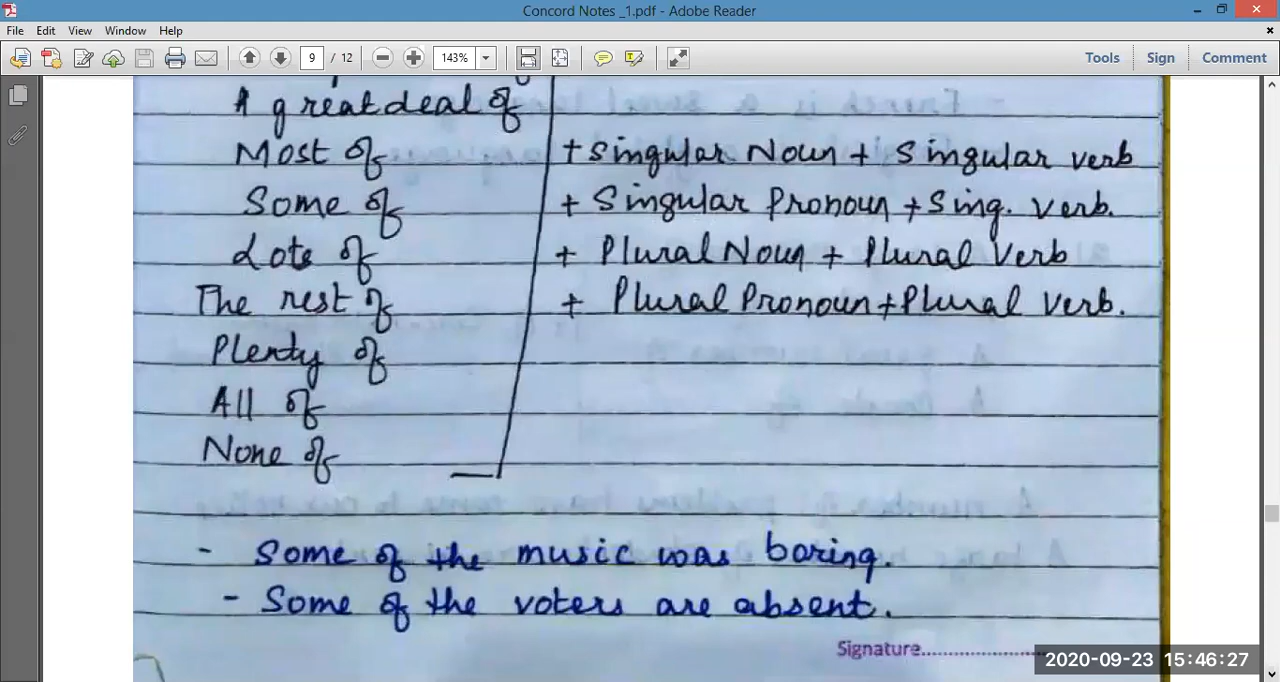 Concord Notes _1.pdf - Adobe Reader
File Edit View Window Help
9 / 12 143% Tools Sign Comment
A great deal of
Most of + Singular Noun + Singular verb
Some of + Singular Pronoun + Sing. verb.
Lots of + Plural Noun + Plural Verb
The rest of + Plural Pronoun + Plural Verb.
Plenty of
All of
None of
- Some of the music was boring.
- Some of the voters are absent.
Signature....................
2020-09-23 15:46:27